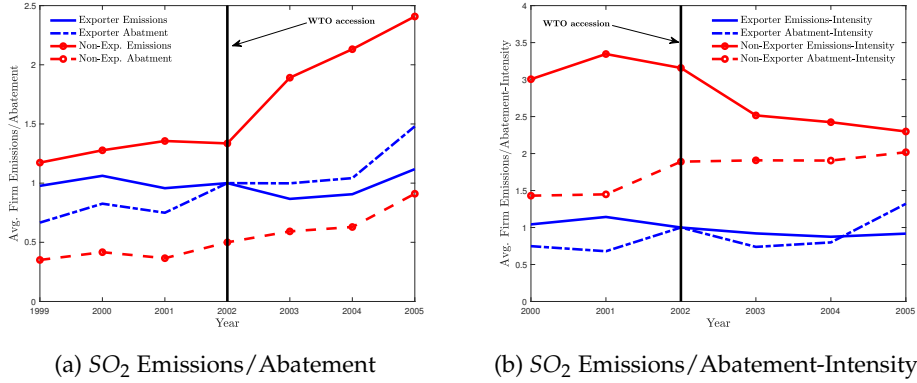 Exporter Emissions
Exporter Abatment
Non-Exp. Emissions
Non-Exp. Abatment
WTO accession
Avg. Firm Emissions/Abatement
2.5
2
1.5
1
0.5
0
1999 2000 2001 2002 2003 2004 2005
Year
(a) SO2 Emissions/Abatement
WTO accession
Exporter Emissions-Intensity
Exporter Abatment-Intensity
Non-Exporter Emissions-Intensity
Non-Exporter Abatment-Intensity
Avg. Firm Emissions/Abatement-Intensity
4
3.5
3
2.5
2
1.5
1
0.5
0
2000 2001 2002 2003 2004 2005
Year
(b) SO2 Emissions/Abatement-Intensity